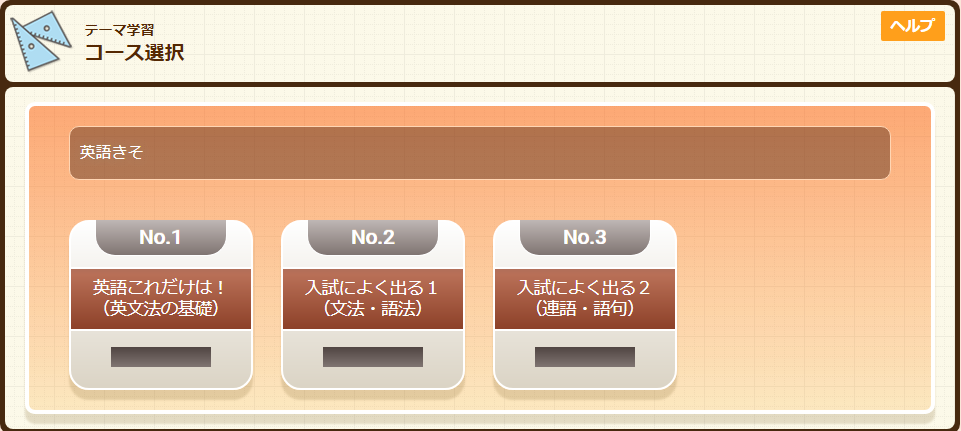 テーマ学習
コース選択
ヘルプ
英語きそ
No.1
英語これだけは！
（英文法の基礎）
No.2
入試によく出る１
（文法・語法）
No.3
入試によく出る２
（連語・語句）